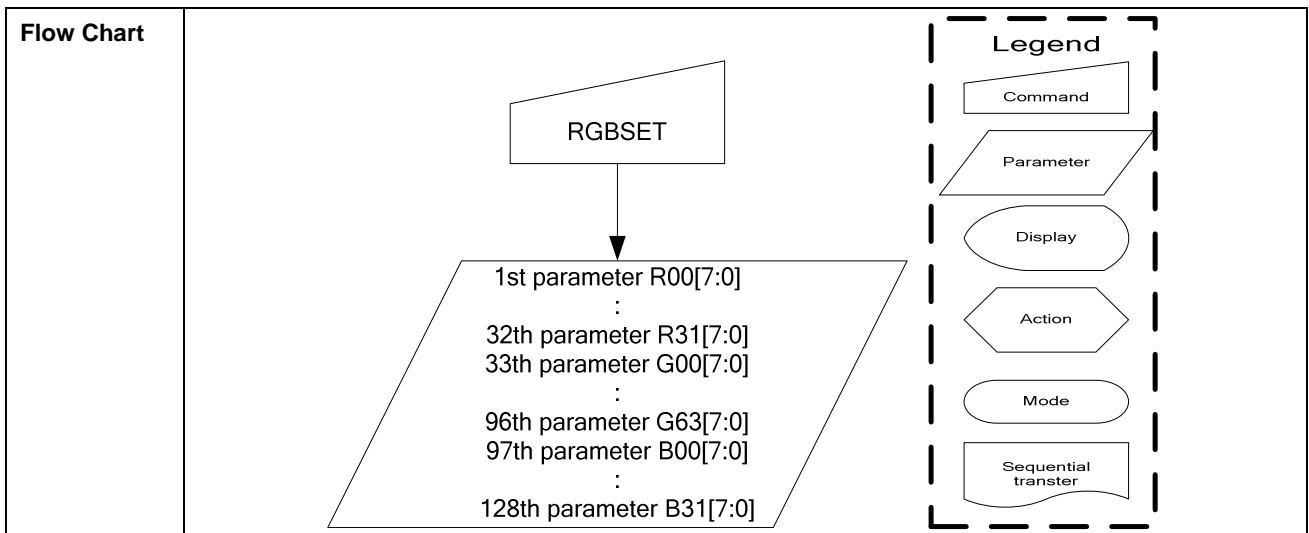 Flow Chart
RGBSET
1st parameter R00[7:0]
:
32th parameter R31[7:0]
33th parameter G00[7:0]
:
96th parameter G63[7:0]
97th parameter B00[7:0]
:
128th parameter B31[7:0]
Legend
Command
Parameter
Display
Action
Mode
Sequential
transter